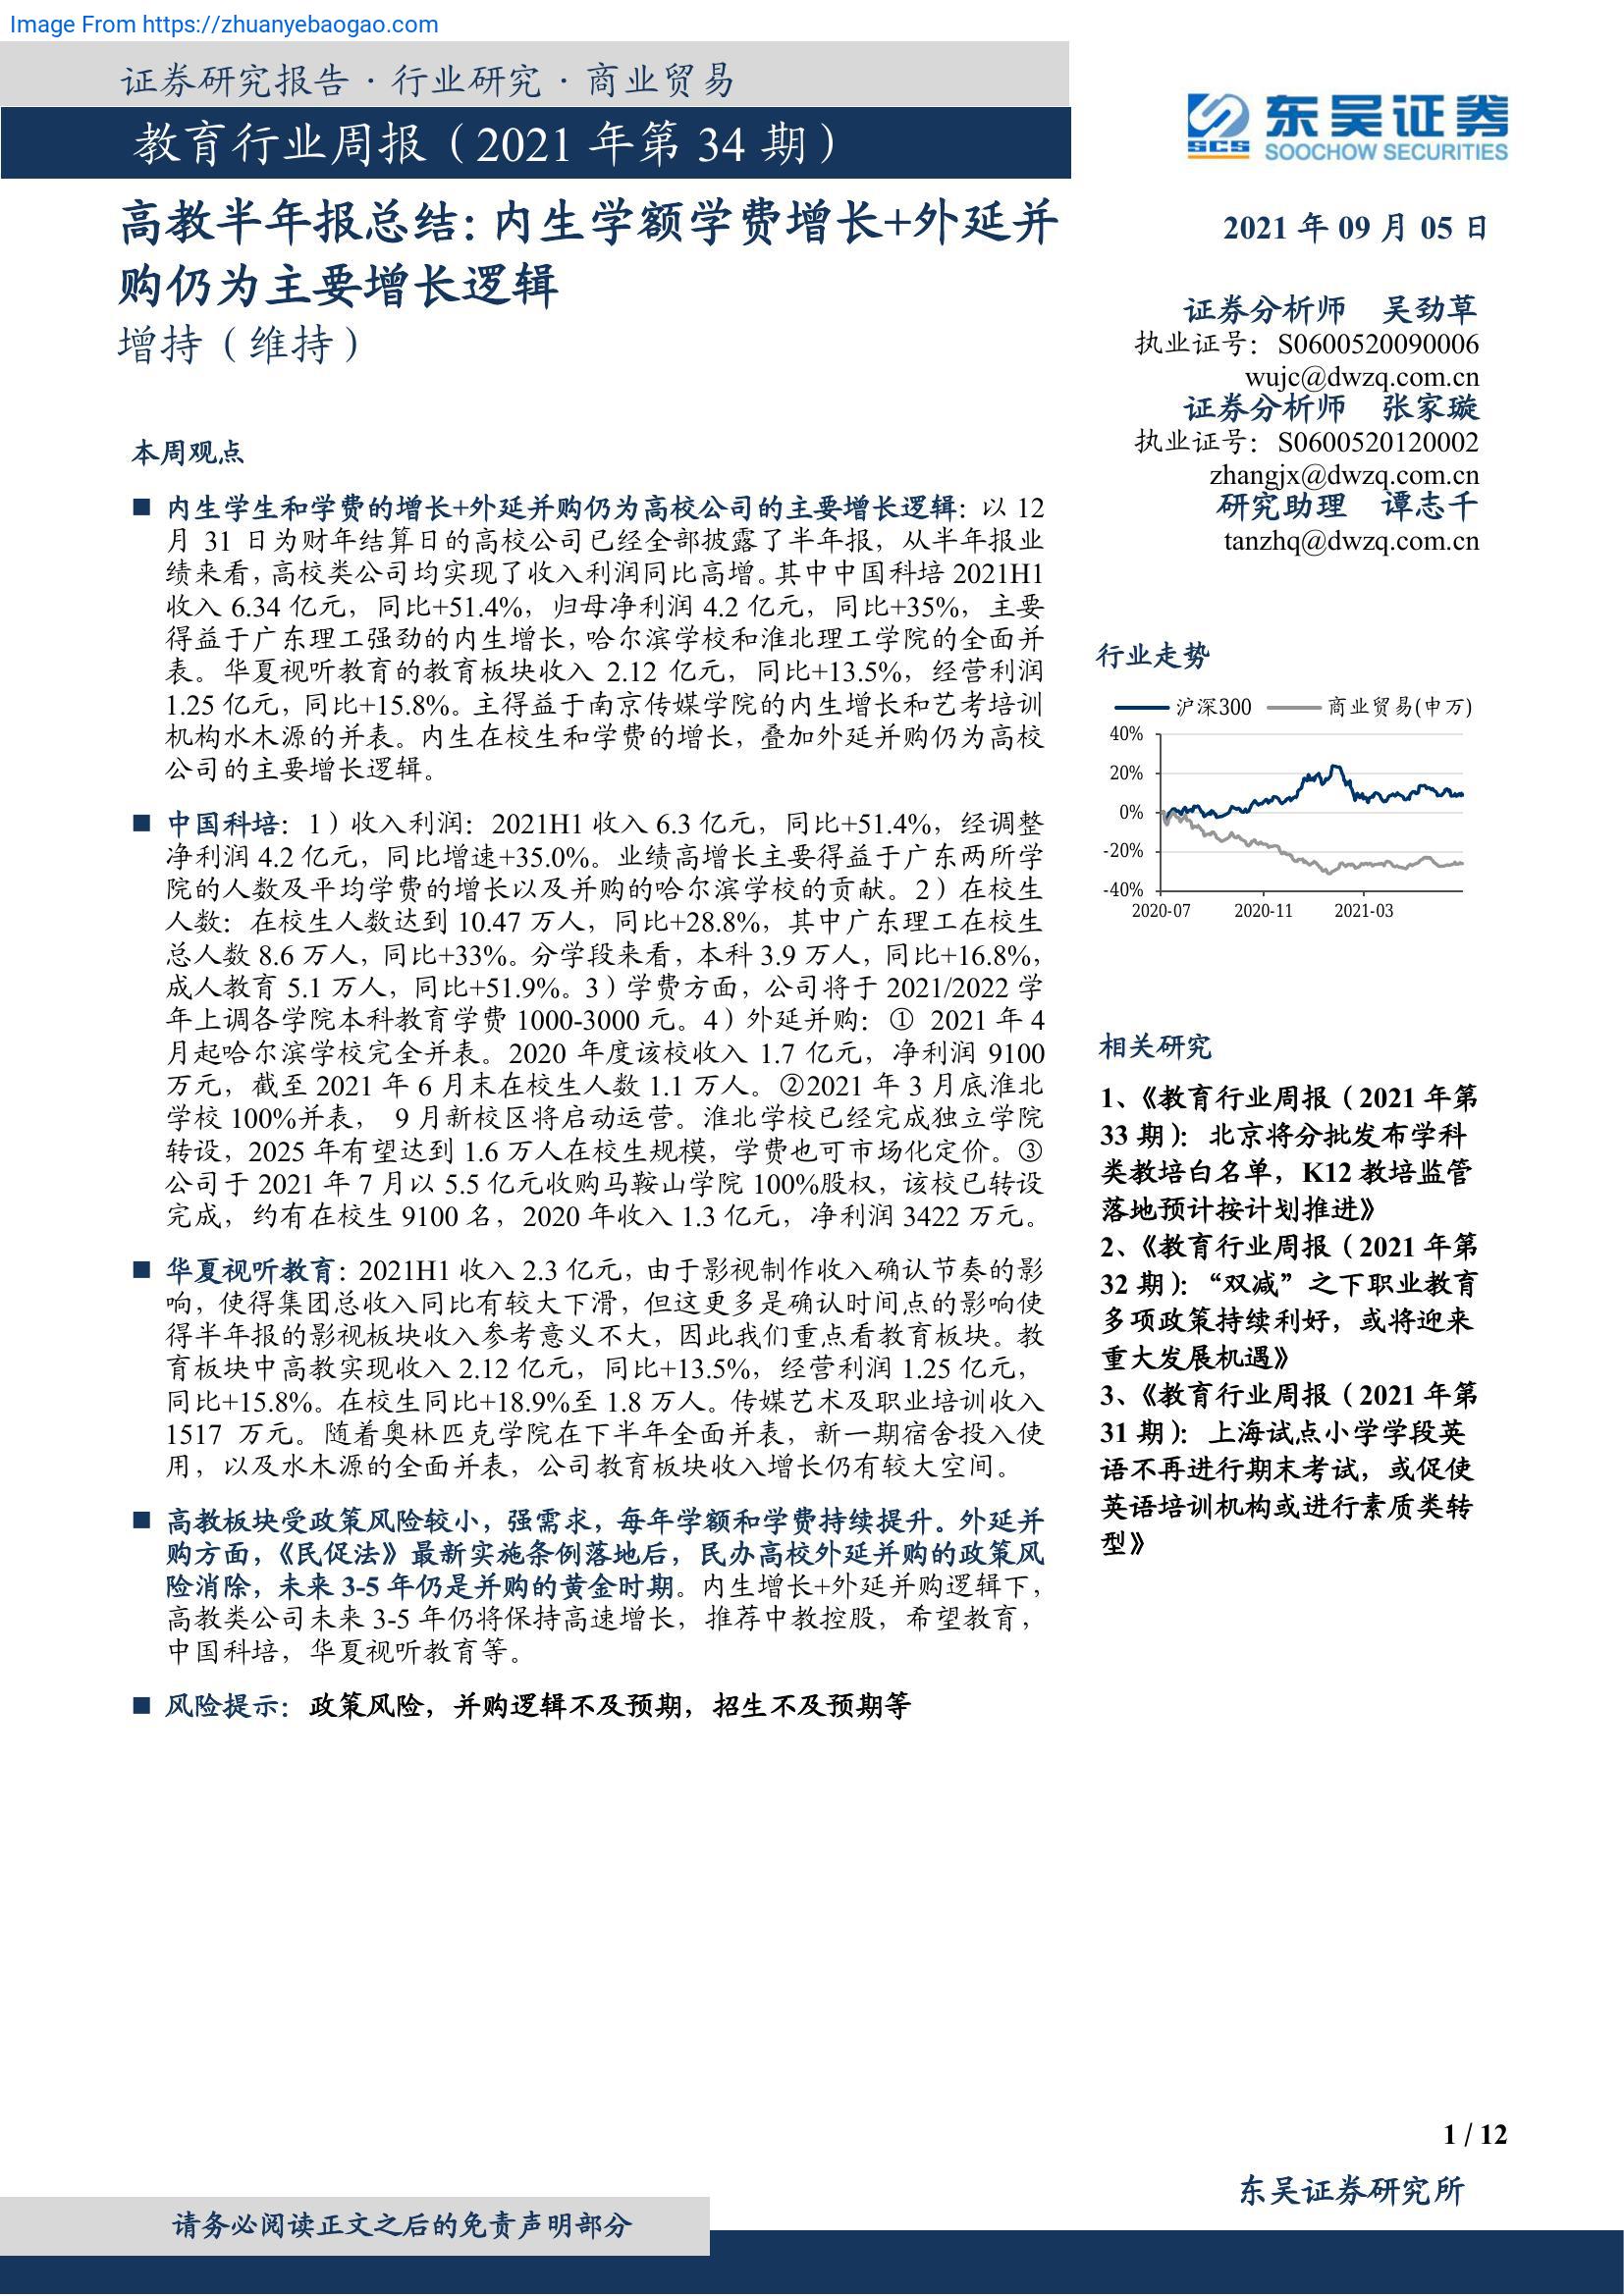 Image From https://zhuanyebaogao.com
证券研究报告 · 行业研究 · 商业贸易
教育行业周报（2021 年第 34 期）
东吴证券
SCS
SOOCHOW SECURITIES
高教半年报总结：内生学额学费增长+外延并
购仍为主要增长逻辑
增持（维持）
2021 年 09 月 05 日
证券分析师 吴劲草
执业证号：S0600520090006
wujc@dwzq.com.cn
证券分析师 张家璇
执业证号：S0600520120002
zhangjx@dwzq.com.cn
研究助理 谭志千
tanzhq@dwzq.com.cn
本周观点
■ 内生学生和学费的增长+外延并购仍为高校公司的主要增长逻辑：以 12
月 31 日为财年结算日的高校公司已经全部披露了半年报，从半年报业
绩来看，高校类公司均实现了收入利润同比高增。其中中国科培 2021H1
收入 6.34 亿元，同比+51.4%，归母净利润 4.2 亿元，同比+35%，主要
得益于广东理工强劲的内生增长，哈尔滨学校和淮北理工学院的全面并
表。华夏视听教育的教育板块收入 2.12 亿元，同比+13.5%，经营利润
1.25 亿元，同比+15.8%。主得益于南京传媒学院的内生增长和艺考培训
机构水木源的并表。内生在校生和学费的增长，叠加外延并购仍为高校
公司的主要增长逻辑。
■ 中国科培：1）收入利润：2021H1 收入 6.3 亿元，同比+51.4%，经调整
净利润 4.2 亿元，同比增速+35.0%。业绩高增长主要得益于广东两所学
院的人数及平均学费的增长以及并购的哈尔滨学校的贡献。2）在校生
人数：在校生人数达到 10.47 万人，同比+28.8%，其中广东理工在校生
总人数 8.6 万人，同比+33%。分学段来看，本科 3.9 万人，同比+16.8%，
成人教育 5.1 万人，同比+51.9%。3）学费方面，公司将于 2021/2022 学
年上调各学院本科教育学费 1000-3000 元。4）外延并购：① 2021 年 4
月起哈尔滨学校完全并表。2020 年度该校收入 1.7 亿元，净利润 9100
万元，截至 2021 年 6 月末在校生人数 1.1 万人。②2021 年 3 月底淮北
学校 100%并表， 9 月新校区将启动运营。淮北学校已经完成独立学院
转设，2025 年有望达到 1.6 万人在校生规模，学费也可市场化定价。③
公司于 2021 年 7 月以 5.5 亿元收购马鞍山学院 100%股权，该校已转设
完成，约有在校生 9100 名，2020 年收入 1.3 亿元，净利润 3422 万元。
■ 华夏视听教育：2021H1 收入 2.3 亿元，由于影视制作收入确认节奏的影
响，使得集团总收入同比有较大下滑，但这更多是确认时间点的影响使
得半年报的影视板块收入参考意义不大，因此我们重点看教育板块。教
育板块中高教实现收入 2.12 亿元，同比+13.5%，经营利润 1.25 亿元，
同比+15.8%。在校生同比+18.9%至 1.8 万人。传媒艺术及职业培训收入
1517 万元。随着奥林匹克学院在下半年全面并表，新一期宿舍投入使
用，以及水木源的全面并表，公司教育板块收入增长仍有较大空间。
■ 高教板块受政策风险较小，强需求，每年学额和学费持续提升。外延并
购方面，《民促法》最新实施条例落地后，民办高校外延并购的政策风
险消除，未来 3-5 年仍是并购的黄金时期。内生增长+外延并购逻辑下，
高教类公司未来 3-5 年仍将保持高速增长，推荐中教控股，希望教育，
中国科培，华夏视听教育等。
■ 风险提示：政策风险，并购逻辑不及预期，招生不及预期等
行业走势
沪深300 商业贸易(申万)
40%
20%
0%
-20%
-40%
2020-07 2020-11 2021-03
相关研究
1、《教育行业周报（2021 年第
33 期）：北京将分批发布学科
类教培白名单，K12 教培监管
落地预计按计划推进》
2、《教育行业周报（2021 年第
32 期）：“双减”之下职业教育
多项政策持续利好，或将迎来
重大发展机遇》
3、《教育行业周报（2021 年第
31 期）：上海试点小学学段英
语不再进行期末考试，或促使
英语培训机构或进行素质类转
型》
1 / 12
东吴证券研究所
请务必阅读正文之后的免责声明部分